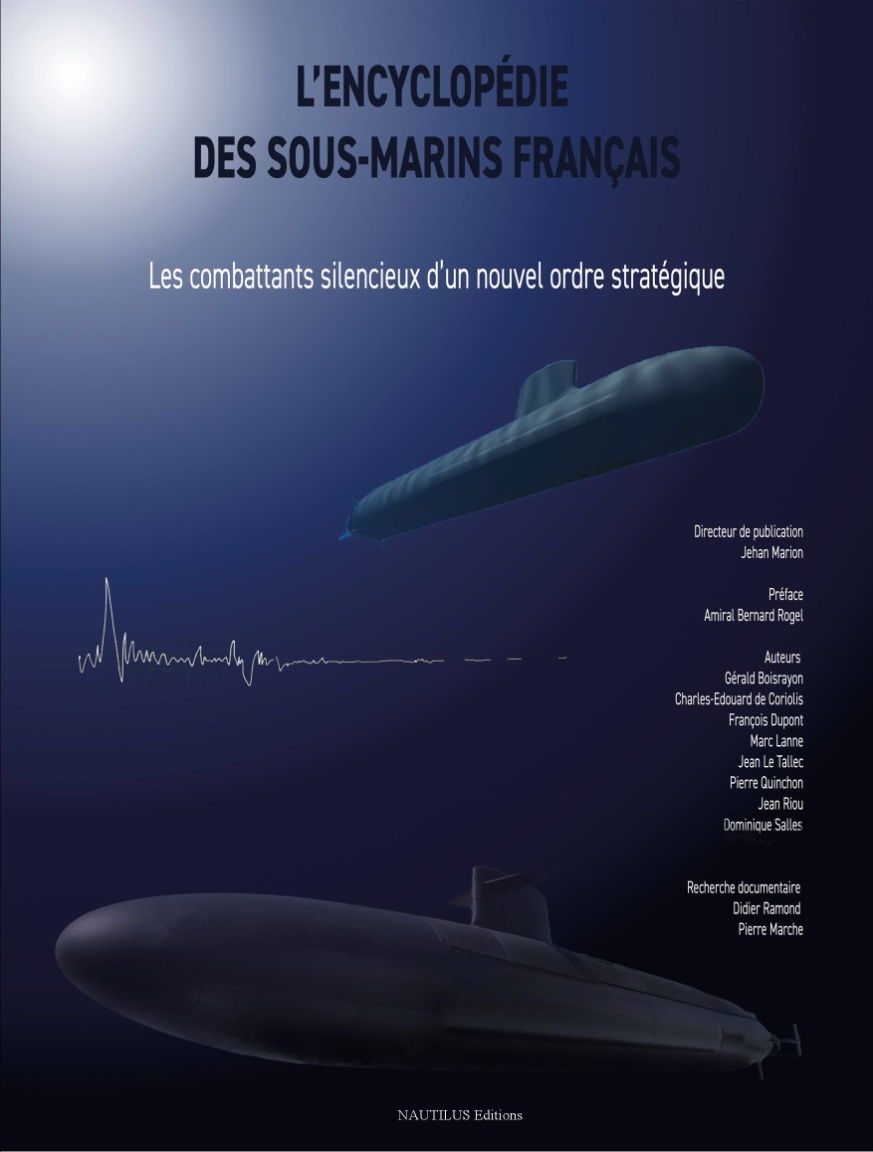 L'ENCYCLOPÉDIE
DES SOUS-MARINS FRANÇAIS
Les combattants silencieux d'un nouvel ordre stratégique
Directeur de publication
Jehan Marion
Préface
Amiral Bernard Rogel
Auteurs
Gérald Boisrayon
Charles-Edouard de Coriolis
François Dupont
Marc Lanne
Jean Le Tallec
Pierre Quinchon
Jean Riou
Dominique Salles
Recherche documentaire
Didier Ramond
Pierre Marche
NAUTILUS Editions